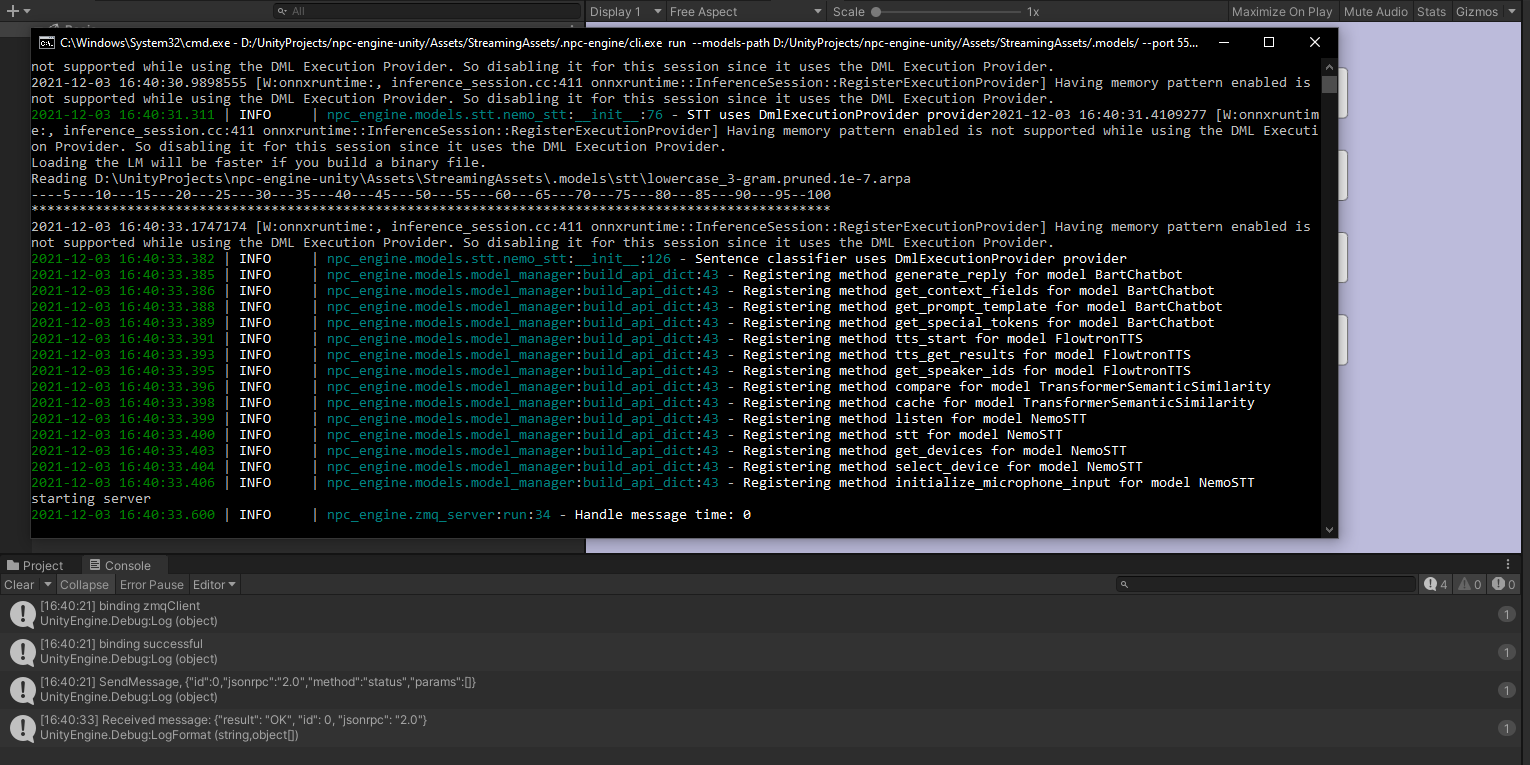 All
Display 1
Free Aspect
Scale
1x
Maximize On Play
Mute Audio
Stats
Gizmos
C:\Windows\System32\cmd.exe - D:/UnityProjects/npc-engine-unity/Assets/StreamingAssets/.npc-engine/cli.exe run --models-path D:/UnityProjects/npc-engine-unity/Assets/StreamingAssets/.models/ --port 55...
not supported while using the DML Execution Provider. So disabling it for this session since it uses the DML Execution Provider.
2021-12-03 16:40:30.9898555 [W:onnxruntime:, inference_session.cc:411 onnxruntime::InferenceSession::RegisterExecutionProvider] Having memory pattern enabled is
not supported while using the DML Execution Provider. So disabling it for this session since it uses the DML Execution Provider.
2021-12-03 16:40:31.311 | INFO     | npc_engine.models.stt.nemo_stt:__init__:76 - STT uses DmlExecutionProvider provider2021-12-03 16:40:31.4109277 [W:onnxruntim
e:, inference_session.cc:411 onnxruntime::InferenceSession::RegisterExecutionProvider] Having memory pattern enabled is not supported while using the DML Executi
on Provider. So disabling it for this session since it uses the DML Execution Provider.
Loading the LM will be faster if you build a binary file.
Reading D:\UnityProjects\npc-engine-unity\Assets\StreamingAssets\.models\stt\lowercase_3-gram.pruned.1e-7.arpa
----5---10---15---20---25---30---35---40---45---50---55---60---65---70---75---80---85---90---95--100
****************************************************************************************************
2021-12-03 16:40:33.1747174 [W:onnxruntime:, inference_session.cc:411 onnxruntime::InferenceSession::RegisterExecutionProvider] Having memory pattern enabled is
not supported while using the DML Execution Provider. So disabling it for this session since it uses the DML Execution Provider.
2021-12-03 16:40:33.382 | INFO     | npc_engine.models.stt.nemo_stt:__init__:126 - Sentence classifier uses DmlExecutionProvider provider
2021-12-03 16:40:33.385 | INFO     | npc_engine.models.model_manager:build_api_dict:43 - Registering method generate_reply for model BartChatbot
2021-12-03 16:40:33.386 | INFO     | npc_engine.models.model_manager:build_api_dict:43 - Registering method get_context_fields for model BartChatbot
2021-12-03 16:40:33.388 | INFO     | npc_engine.models.model_manager:build_api_dict:43 - Registering method get_prompt_template for model BartChatbot
2021-12-03 16:40:33.389 | INFO     | npc_engine.models.model_manager:build_api_dict:43 - Registering method get_special_tokens for model BartChatbot
2021-12-03 16:40:33.391 | INFO     | npc_engine.models.model_manager:build_api_dict:43 - Registering method tts_start for model FlowtronTTS
2021-12-03 16:40:33.393 | INFO     | npc_engine.models.model_manager:build_api_dict:43 - Registering method tts_get_results for model FlowtronTTS
2021-12-03 16:40:33.395 | INFO     | npc_engine.models.model_manager:build_api_dict:43 - Registering method get_speaker_ids for model FlowtronTTS
2021-12-03 16:40:33.396 | INFO     | npc_engine.models.model_manager:build_api_dict:43 - Registering method compare for model TransformerSemanticSimilarity
2021-12-03 16:40:33.398 | INFO     | npc_engine.models.model_manager:build_api_dict:43 - Registering method cache for model TransformerSemanticSimilarity
2021-12-03 16:40:33.399 | INFO     | npc_engine.models.model_manager:build_api_dict:43 - Registering method listen for model NemoSTT
2021-12-03 16:40:33.400 | INFO     | npc_engine.models.model_manager:build_api_dict:43 - Registering method stt for model NemoSTT
2021-12-03 16:40:33.403 | INFO     | npc_engine.models.model_manager:build_api_dict:43 - Registering method get_devices for model NemoSTT
2021-12-03 16:40:33.404 | INFO     | npc_engine.models.model_manager:build_api_dict:43 - Registering method select_device for model NemoSTT
2021-12-03 16:40:33.406 | INFO     | npc_engine.models.model_manager:build_api_dict:43 - Registering method initialize_microphone_input for model NemoSTT
starting server
2021-12-03 16:40:33.600 | INFO     | npc_engine.zmq_server:run:34 - Handle message time: 0
Project
Console
Clear
Collapse
Error Pause
Editor
4
0
0
[16:40:21] binding zmqClient
UnityEngine.Debug:Log (object)
1
[16:40:21] binding successful
UnityEngine.Debug:Log (object)
1
[16:40:21] SendMessage, {"id":0,"jsonrpc":"2.0","method":"status","params":[]}
UnityEngine.Debug:Log (object)
1
[16:40:33] Received message: {"result": "OK", "id": 0, "jsonrpc": "2.0"}
UnityEngine.Debug:LogFormat (string,object[])
1